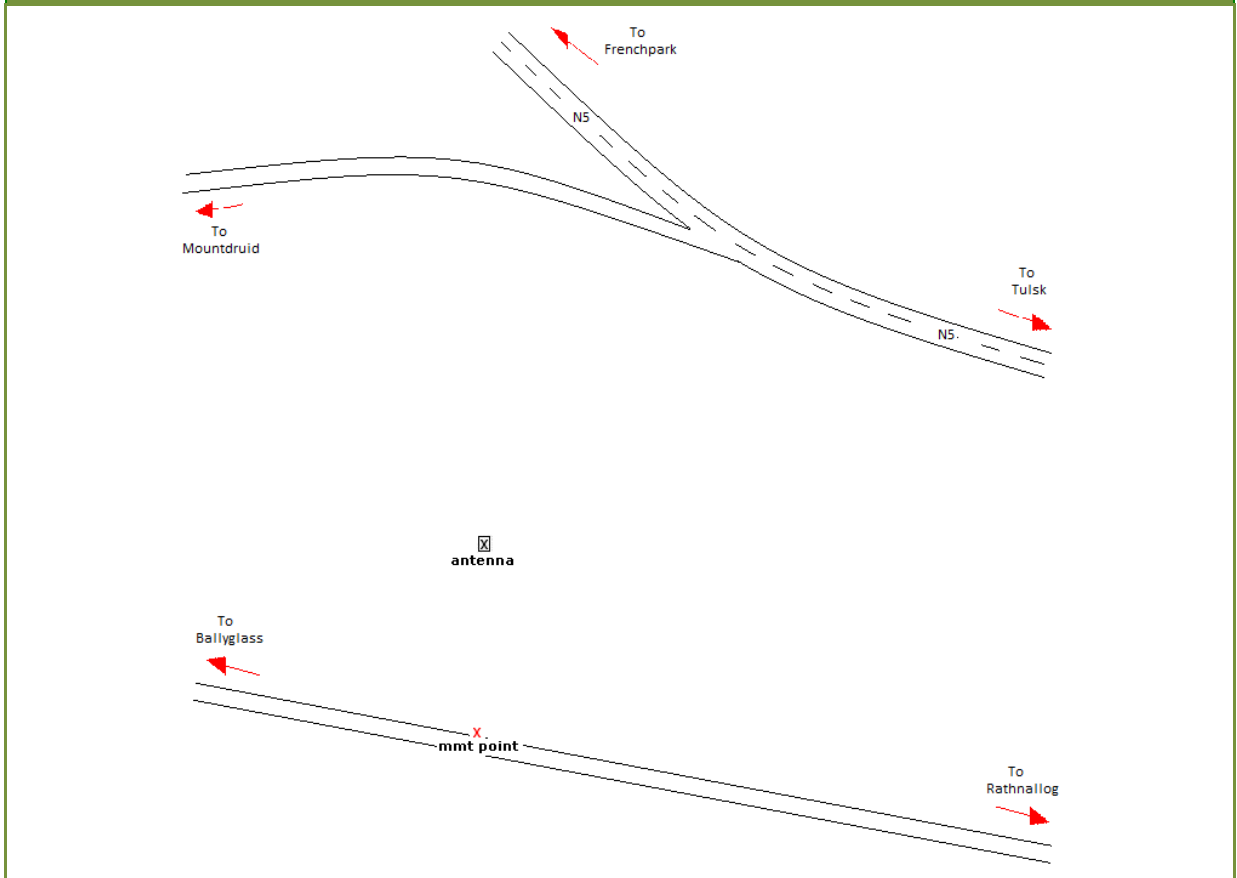 To
Frenchpark
N5
To
Mountdruid
To
Tulsk
N5.
X
antenna
To
Ballyglass
X
mmt point
To
Rathnallog